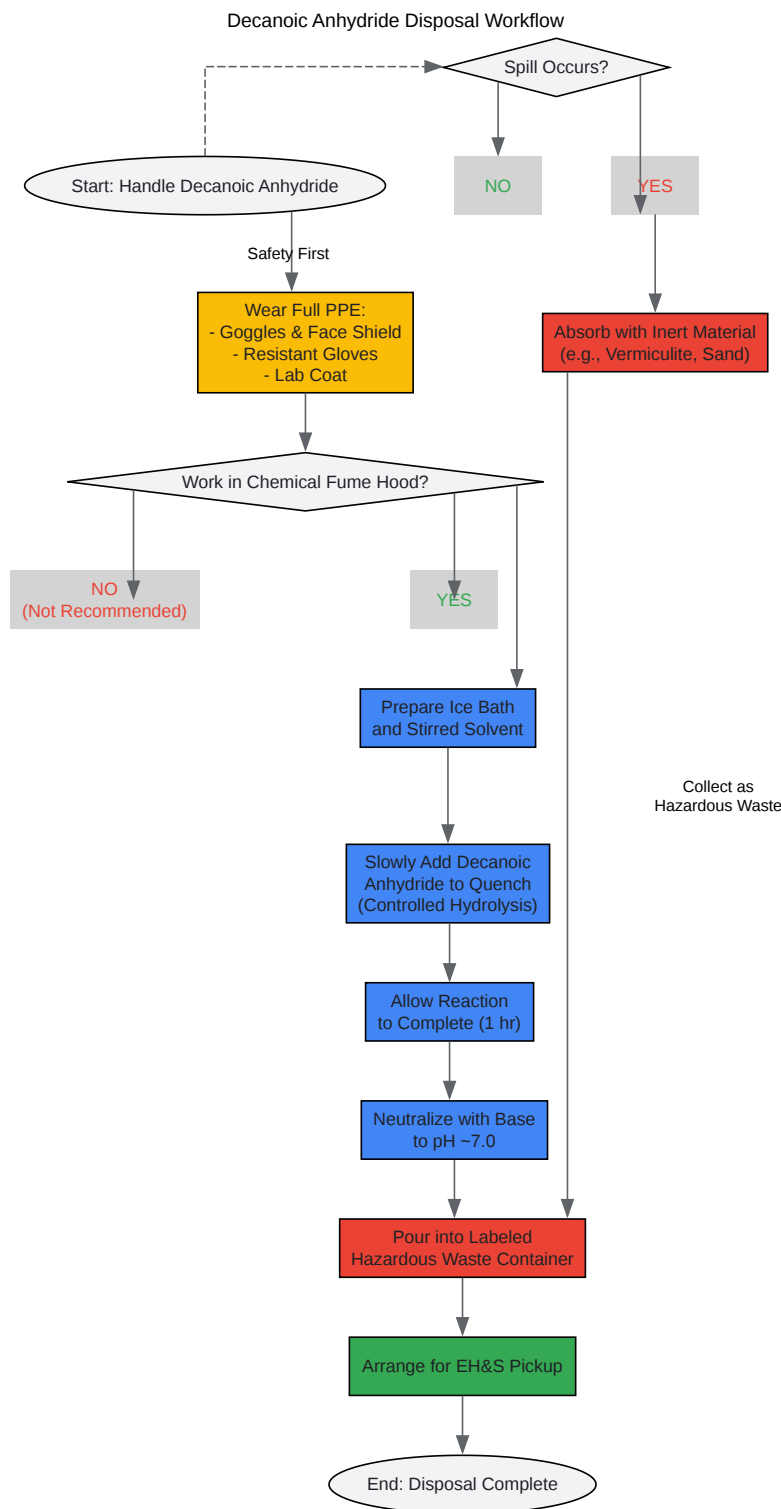 Decanoic Anhydride Disposal Workflow
Spill Occurs?
Start: Handle Decanoic Anhydride
NO
YES
Safety First
Wear Full PPE:
- Goggles & Face Shield
- Resistant Gloves
- Lab Coat
Absorb with Inert Material
(e.g., Vermiculite, Sand)
Work in Chemical Fume Hood?
NO
(Not Recommended)
YES
Prepare Ice Bath
and Stirred Solvent
Collect as
Hazardous Waste
Slowly Add Decanoic
Anhydride to Quench
(Controlled Hydrolysis)
Allow Reaction
to Complete (1 hr)
Neutralize with Base
to pH ~7.0
Pour into Labeled
Hazardous Waste Container
Arrange for EH&S Pickup
End: Disposal Complete